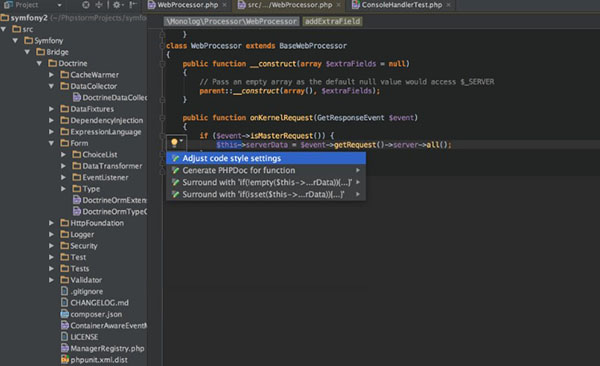 Project
WebProcessor.php
src/.../WebProcessor.php
ConsoleHandlerTest.php
symfony2 (~/PhpstormProjects/symfo
\Monolog\Processor\WebProcessor
addExtraField
src
Symfony
Bridge
Doctrine
CacheWarmer
DataCollector
DoctrineDataCollec
DataFixtures
DependencyInjection
ExpressionLanguage
Form
ChoiceList
DataTransformer
EventListener
Type
DoctrineOrmExten
DoctrineOrmTypeG
HttpFoundation
Logger
Security
Test
Tests
Validator
.gitignore
CHANGELOG.md
composer.json
ContainerAwareEventM
LICENSE
ManagerRegistry.php
phpunit.xml.dist
}
class WebProcessor extends BaseWebProcessor
{
public function __construct(array $extraFields = null)
{
// Pass an empty array as the default null value would access $_SERVER
parent::__construct(array(), $extraFields);
}
public function onKernelRequest(GetResponseEvent $event)
{
if ($event->isMasterRequest()) {
$this->serverData = $event->getRequest()->server->all();
Adjust code style settings
Generate PHPDoc for function
Surround with 'if(!empty($this->...rData)){...}'
Surround with 'if(isset($this->...rData)){...}'